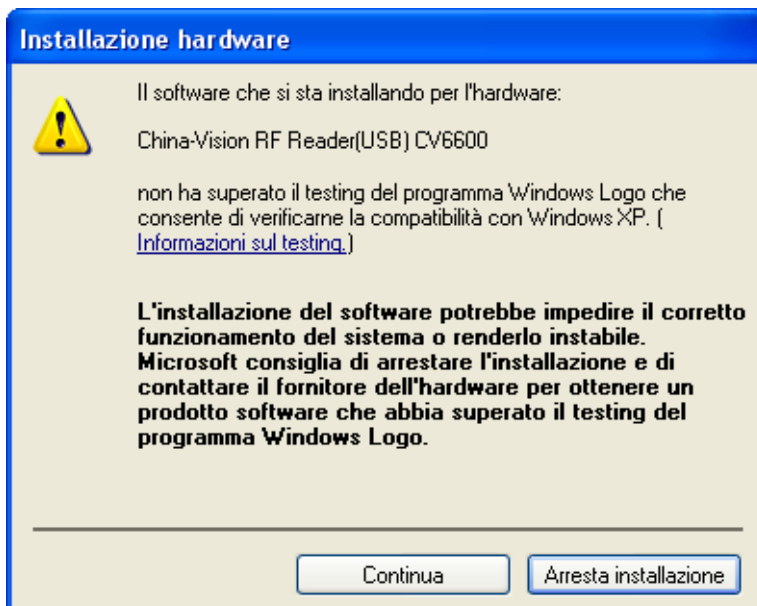 Installazione hardware
Il software che si sta installando per l'hardware:
China-Vision RF Reader(USB) CV6600
non ha superato il testing del programma Windows Logo che
consente di verificarne la compatibilità con Windows XP. (
Informazioni sul testing.)
L'installazione del software potrebbe impedire il corretto
funzionamento del sistema o renderlo instabile.
Microsoft consiglia di arrestare l'installazione e di
contattare il fornitore dell'hardware per ottenere un
prodotto software che abbia superato il testing del
programma Windows Logo.
Continua
Arresta installazione